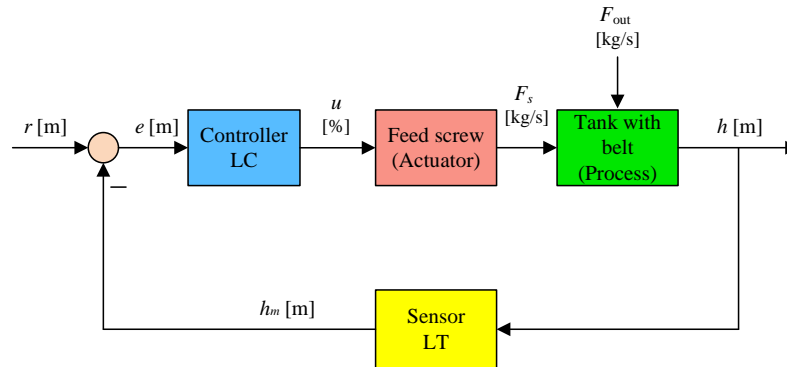 F_out
[kg/s]
r [m]
e [m]
Controller
LC
u
[%]
Feed screw
(Actuator)
F_s
[kg/s]
Tank with
belt
(Process)
h [m]
−
h_m [m]
Sensor
LT